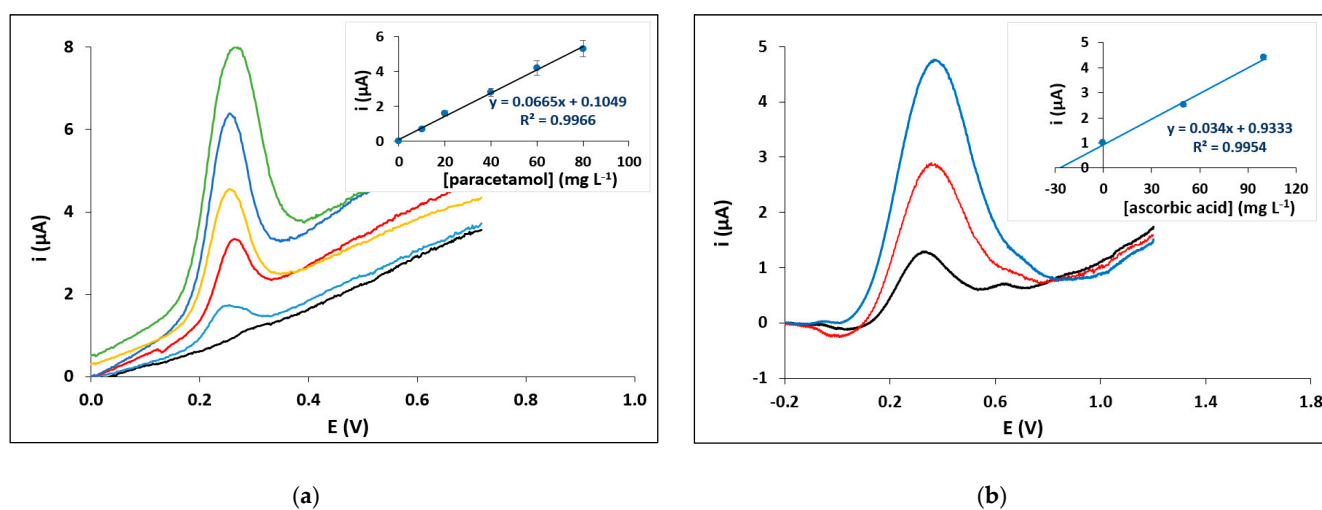 8
6
4
2
0
i (µA)
0.0 0.2 0.4 0.6 0.8 1.0
E (V)
6
4
2
0
i (µA)
0 20 40 60 80 100
[paracetamol] (mg L⁻¹)
y = 0.0665x + 0.1049
R² = 0.9966
(a)
5
4
3
2
1
0
-1
i (µA)
-0.2 0.2 0.6 1.0 1.4 1.8
E (V)
5
4
3
2
1
0
i (µA)
-30 0 30 60 90 120
[ascorbic acid] (mg L⁻¹)
y = 0.034x + 0.9333
R² = 0.9954
(b)